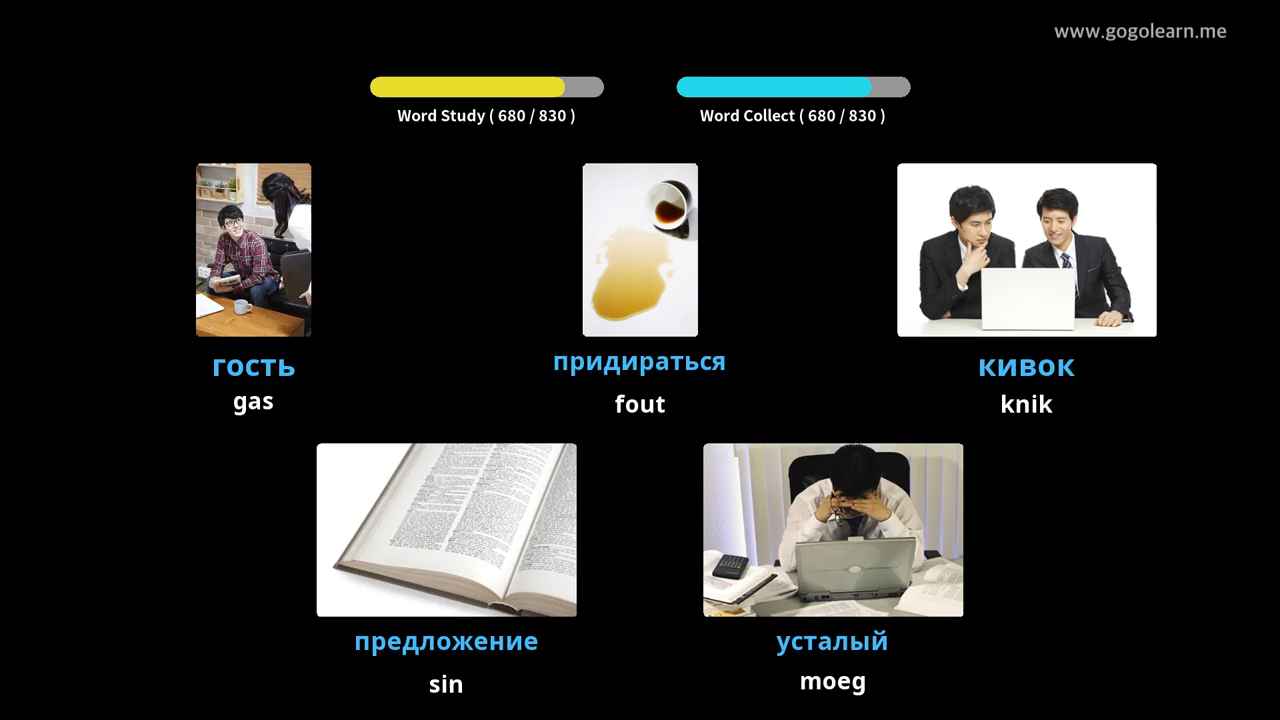 www.gogolearn.me
Word Study ( 680 / 830 )
Word Collect ( 680 / 830 )
гость
gas
придираться
fout
кивок
knik
предложение
sin
усталый
moeg